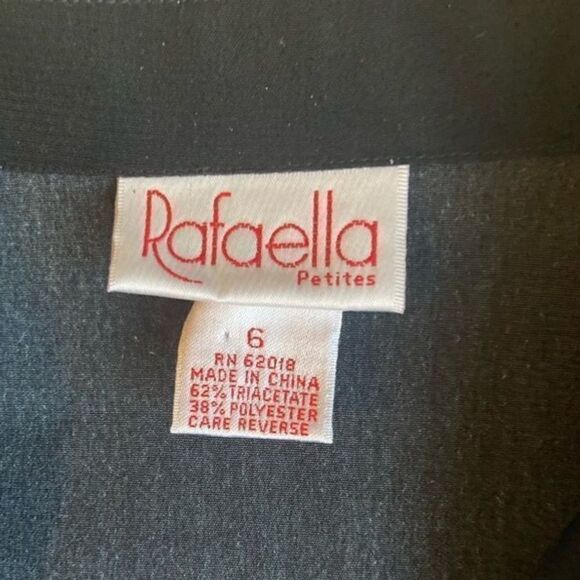 Rafaella
Petites
6
RN 62018
MADE IN CHINA
62% TRIACETATE
38% POLYESTER
CARE REVERSE